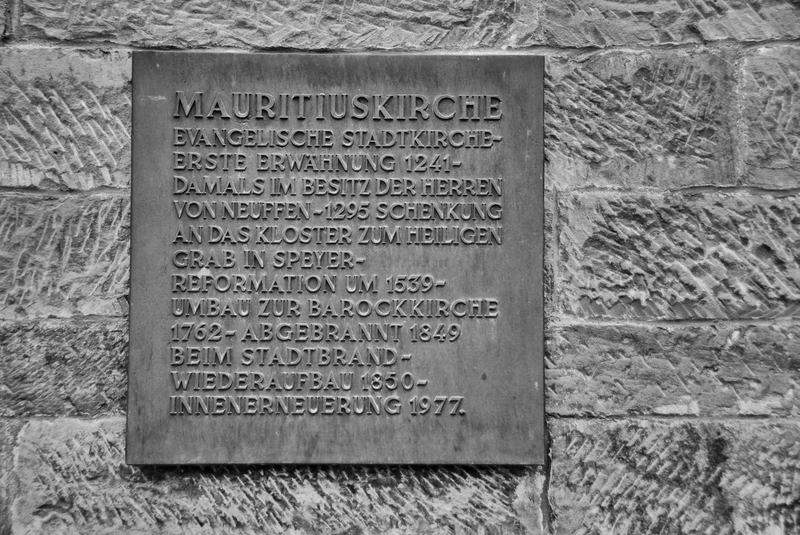 MAURITIUSKIRCHE
EVANGELISCHE STADTKIRCHE-
ERSTE ERWÄHNUNG 1241-
DAMALS IM BESITZ DER HERREN
VON NEUFFEN-1295 SCHENKUNG
AN DAS KLOSTER ZUM HEILIGEN
GRAB IN SPEYER-
REFORMATION UM 1539-
UMBAU ZUR BAROCKKIRCHE
1762- ABGEBRANNT 1849
BEIM STADTBRAND-
WIEDERAUFBAU 1850-
INNENERNEUERUNG 1977.